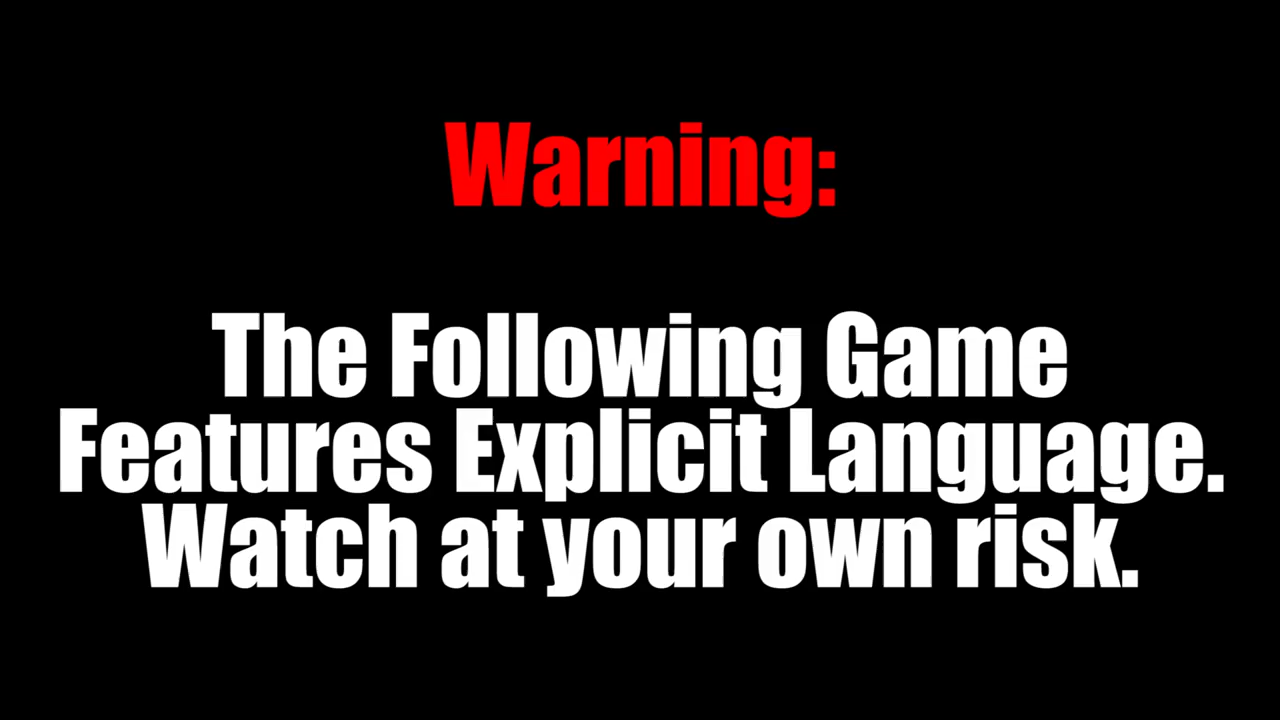 Warning:
The Following Game
Features Explicit Language.
Watch at your own risk.